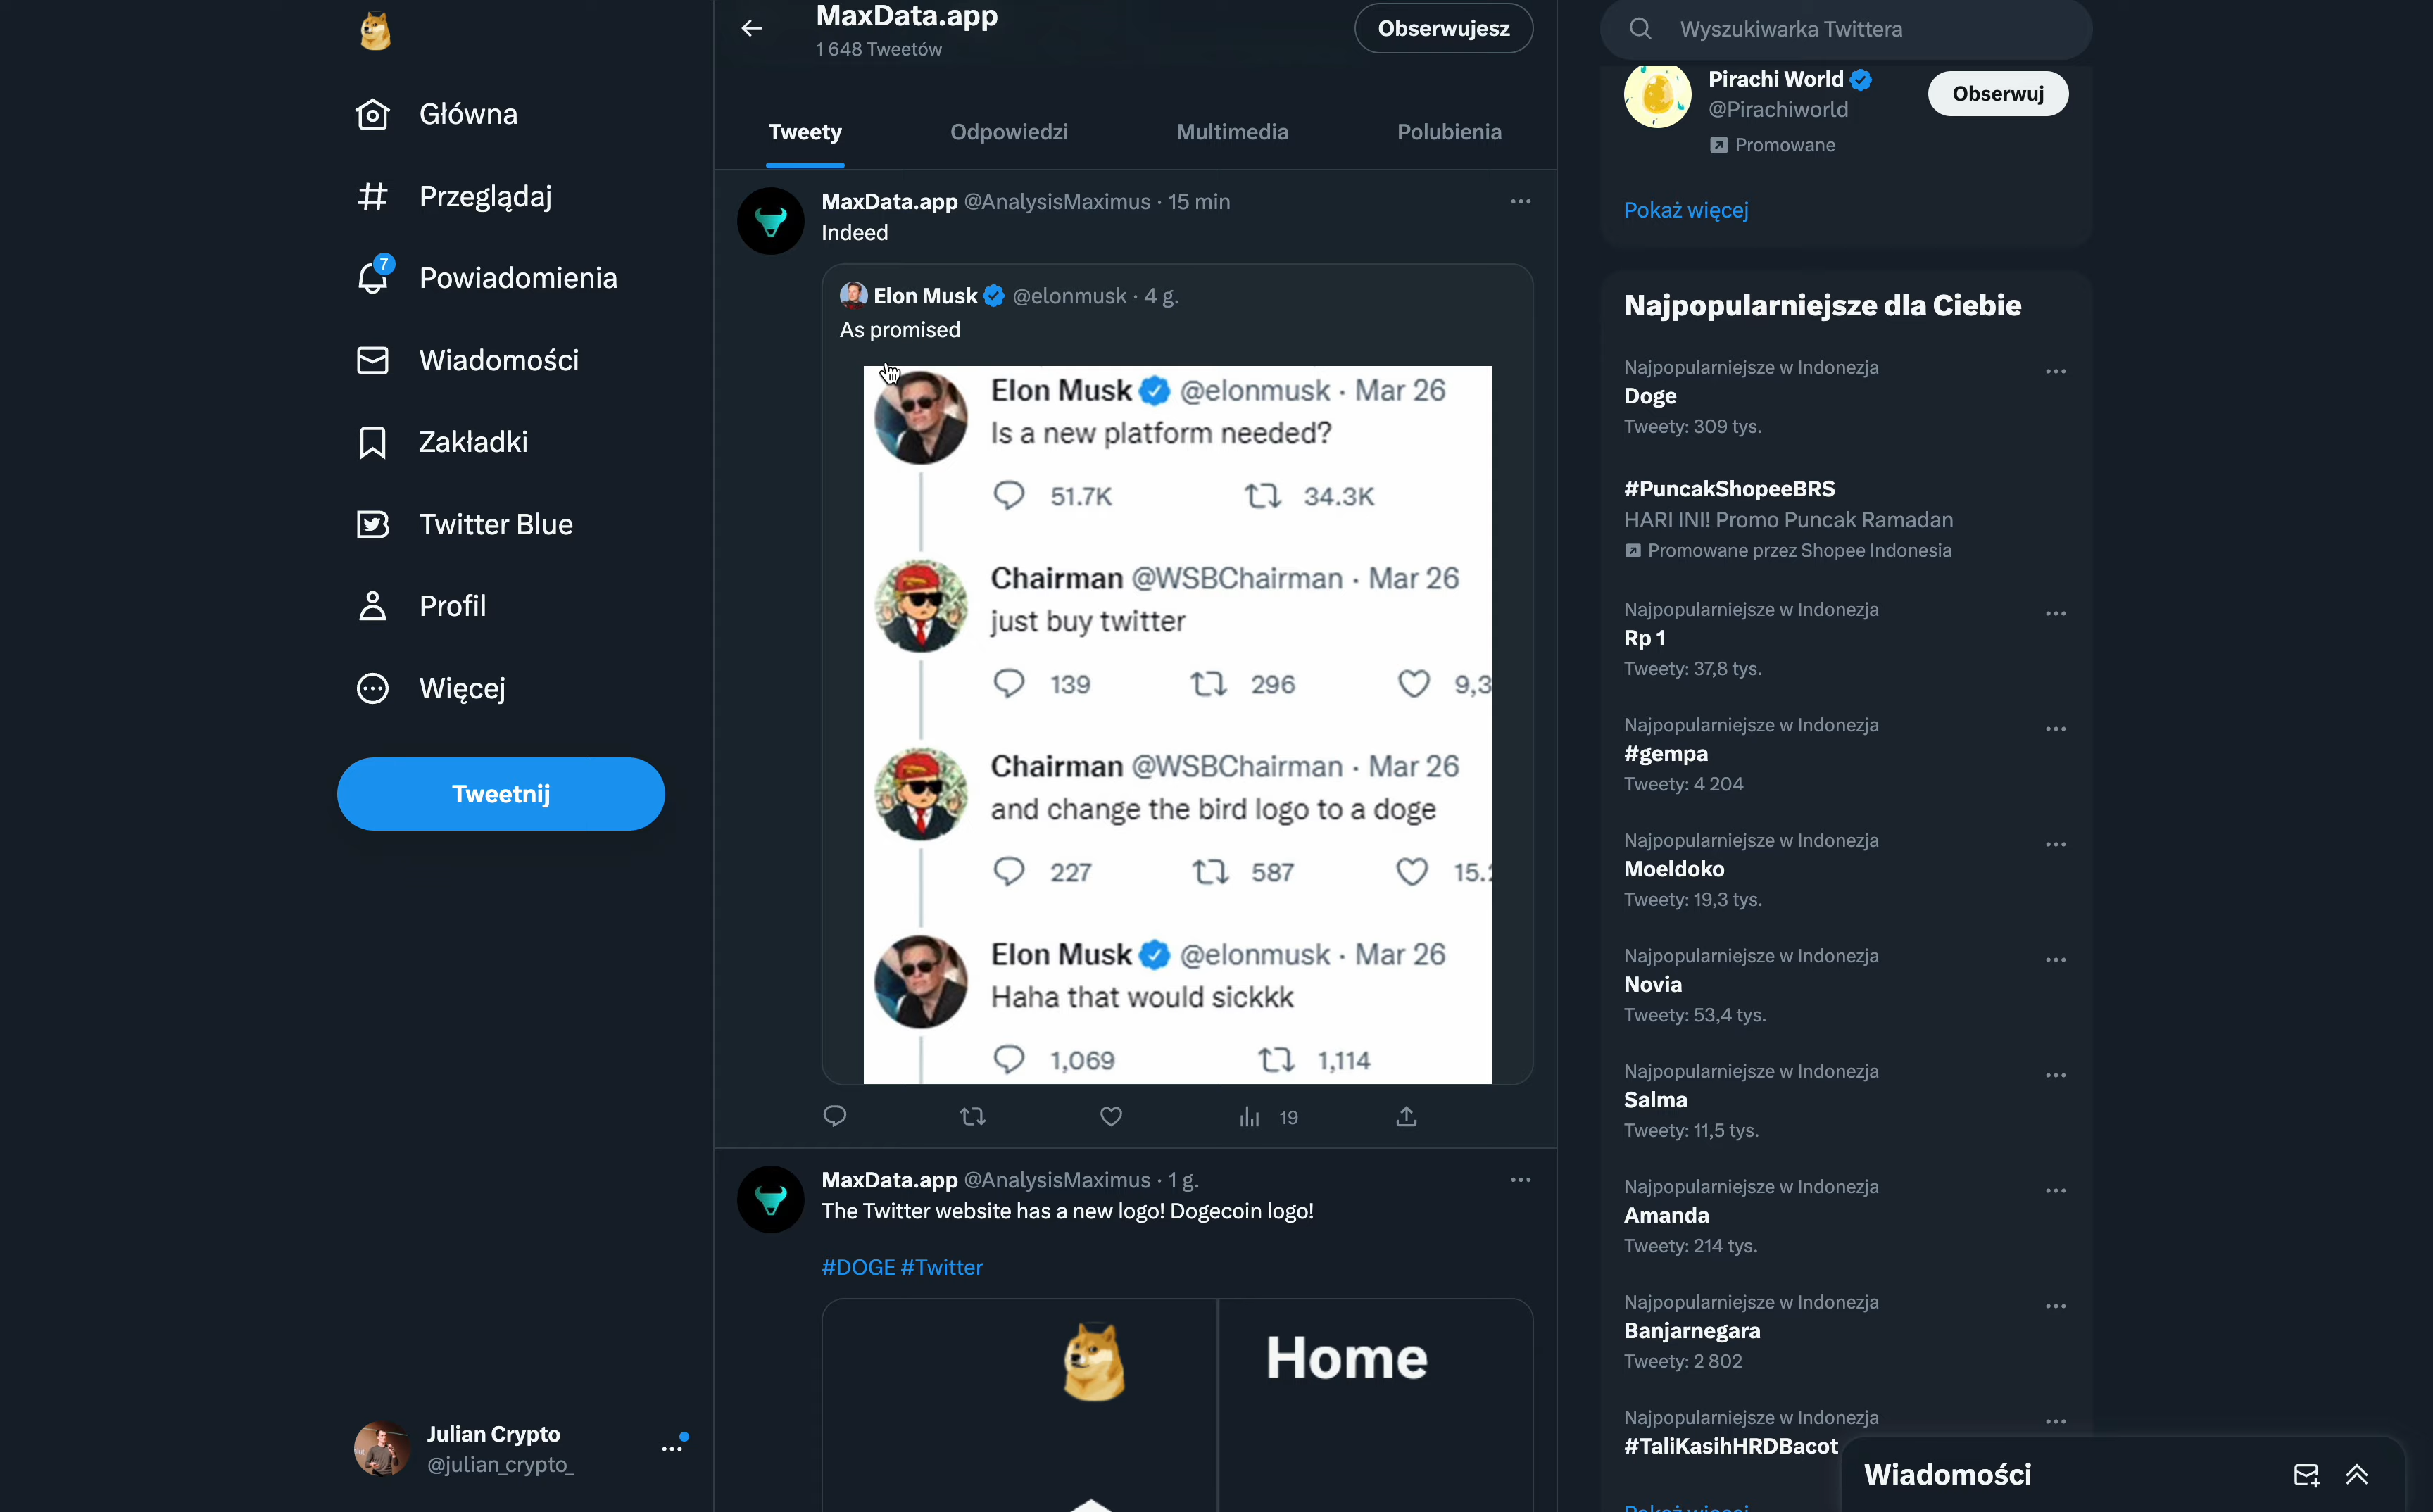 Główna
Przeglądaj
7
Powiadomienia
Wiadomości
Zakładki
Twitter Blue
Profil
Więcej
Tweetnij
Julian Crypto
@julian_crypto_
MaxData.app
1 648 Tweetów
Obserwujesz
Tweety Odpowiedzi Multimedia Polubienia
MaxData.app @AnalysisMaximus · 15 min
Indeed
Elon Musk @elonmusk · 4 g.
As promised
Elon Musk @elonmusk · Mar 26
Is a new platform needed?
51.7K 34.3K
Chairman @WSBChairman · Mar 26
just buy twitter
139 296 9,3
Chairman @WSBChairman · Mar 26
and change the bird logo to a doge
227 587 15.
Elon Musk @elonmusk · Mar 26
Haha that would sickkk
1,069 1,114
19
MaxData.app @AnalysisMaximus · 1 g.
The Twitter website has a new logo! Dogecoin logo!
#DOGE #Twitter
Home
Wyszukiwarka Twittera
Pirachi World
@Pirachiworld
Promowane
Obserwuj
Pokaż więcej
Najpopularniejsze dla Ciebie
Najpopularniejsze w Indonezja
Doge
Tweety: 309 tys.
#PuncakShopeeBRS
HARI INI! Promo Puncak Ramadan
Promowane przez Shopee Indonesia
Najpopularniejsze w Indonezja
Rp 1
Tweety: 37,8 tys.
Najpopularniejsze w Indonezja
#gempa
Tweety: 4 204
Najpopularniejsze w Indonezja
Moeldoko
Tweety: 19,3 tys.
Najpopularniejsze w Indonezja
Novia
Tweety: 53,4 tys.
Najpopularniejsze w Indonezja
Salma
Tweety: 11,5 tys.
Najpopularniejsze w Indonezja
Amanda
Tweety: 214 tys.
Najpopularniejsze w Indonezja
Banjarnegara
Tweety: 2 802
Najpopularniejsze w Indonezja
#TaliKasihHRDBacot
Wiadomości